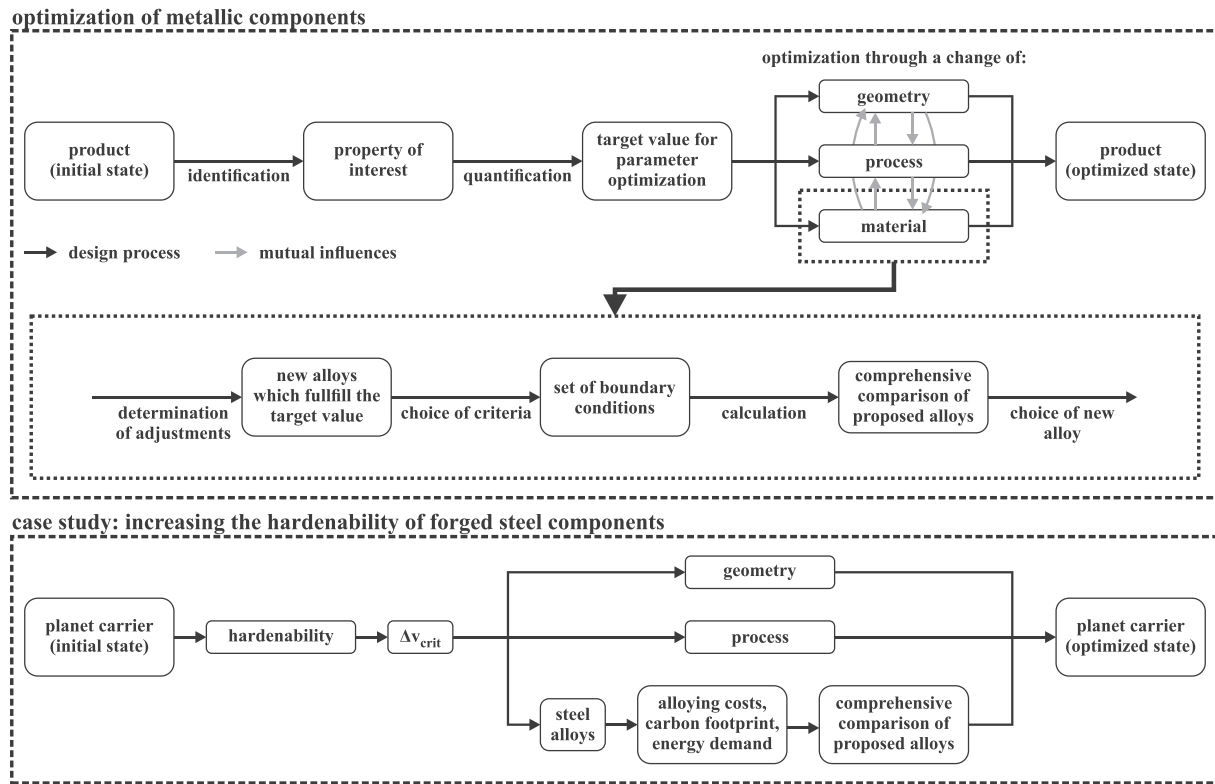 optimization of metallic components
optimization through a change of:
product
(initial state)
identification
property of
interest
quantification
target value for
parameter
optimization
geometry
process
material
product
(optimized state)
design process
mutual influences
determination
of adjustments
new alloys
which fullfill the
target value
choice of criteria
set of boundary
conditions
calculation
comprehensive
comparison of
proposed alloys
choice of new
alloy
case study: increasing the hardenability of forged steel components
planet carrier
(initial state)
hardenability
Δvcrit
geometry
process
steel
alloys
alloying costs,
carbon footprint,
energy demand
comprehensive
comparison of
proposed alloys
planet carrier
(optimized state)